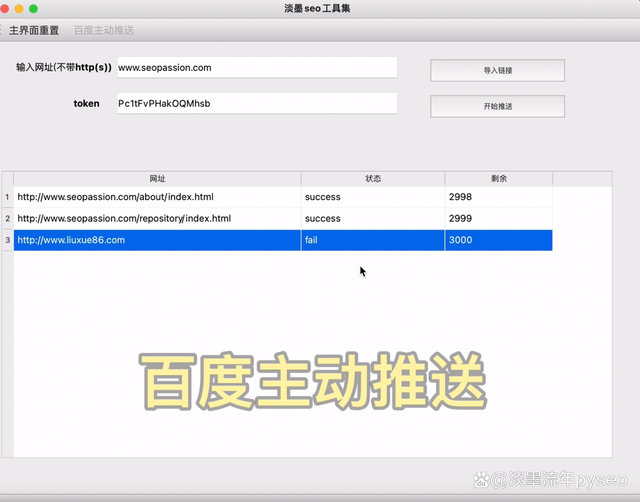 淡墨seo工具集
主界面重置 百度主动推送
输入网址(不带http(s)) www.seopassion.com 导入链接
token Pc1tFvPHakOQMhsb 开始推送
网址 状态 剩余
1 http://www.seopassion.com/about/index.html success 2998
2 http://www.seopassion.com/repository/index.html success 2999
3 http://www.liuxue86.com fail 3000
百度主动推送
@淡墨流年pyseo